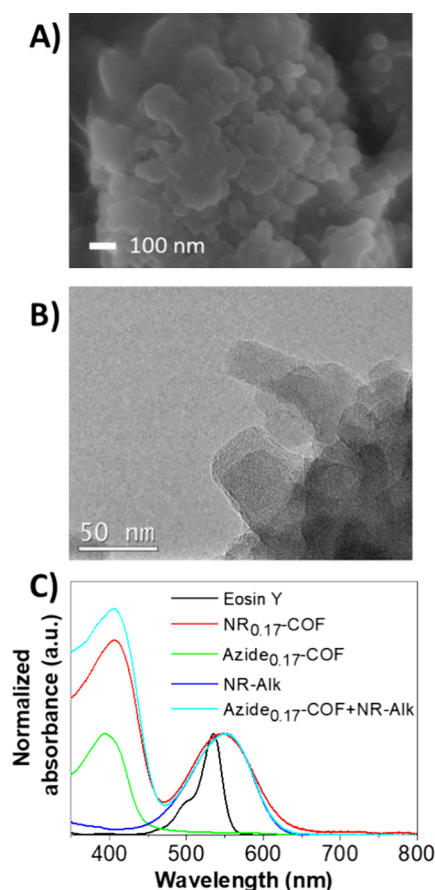 A)
100 nm
B)
50 nm
C)
Eosin Y
NR0.17-COF
Azide0.17-COF
NR-Alk
Azide0.17-COF+NR-Alk
Normalized
absorbance (a.u.)
400 500 600 700 800
Wavelength (nm)